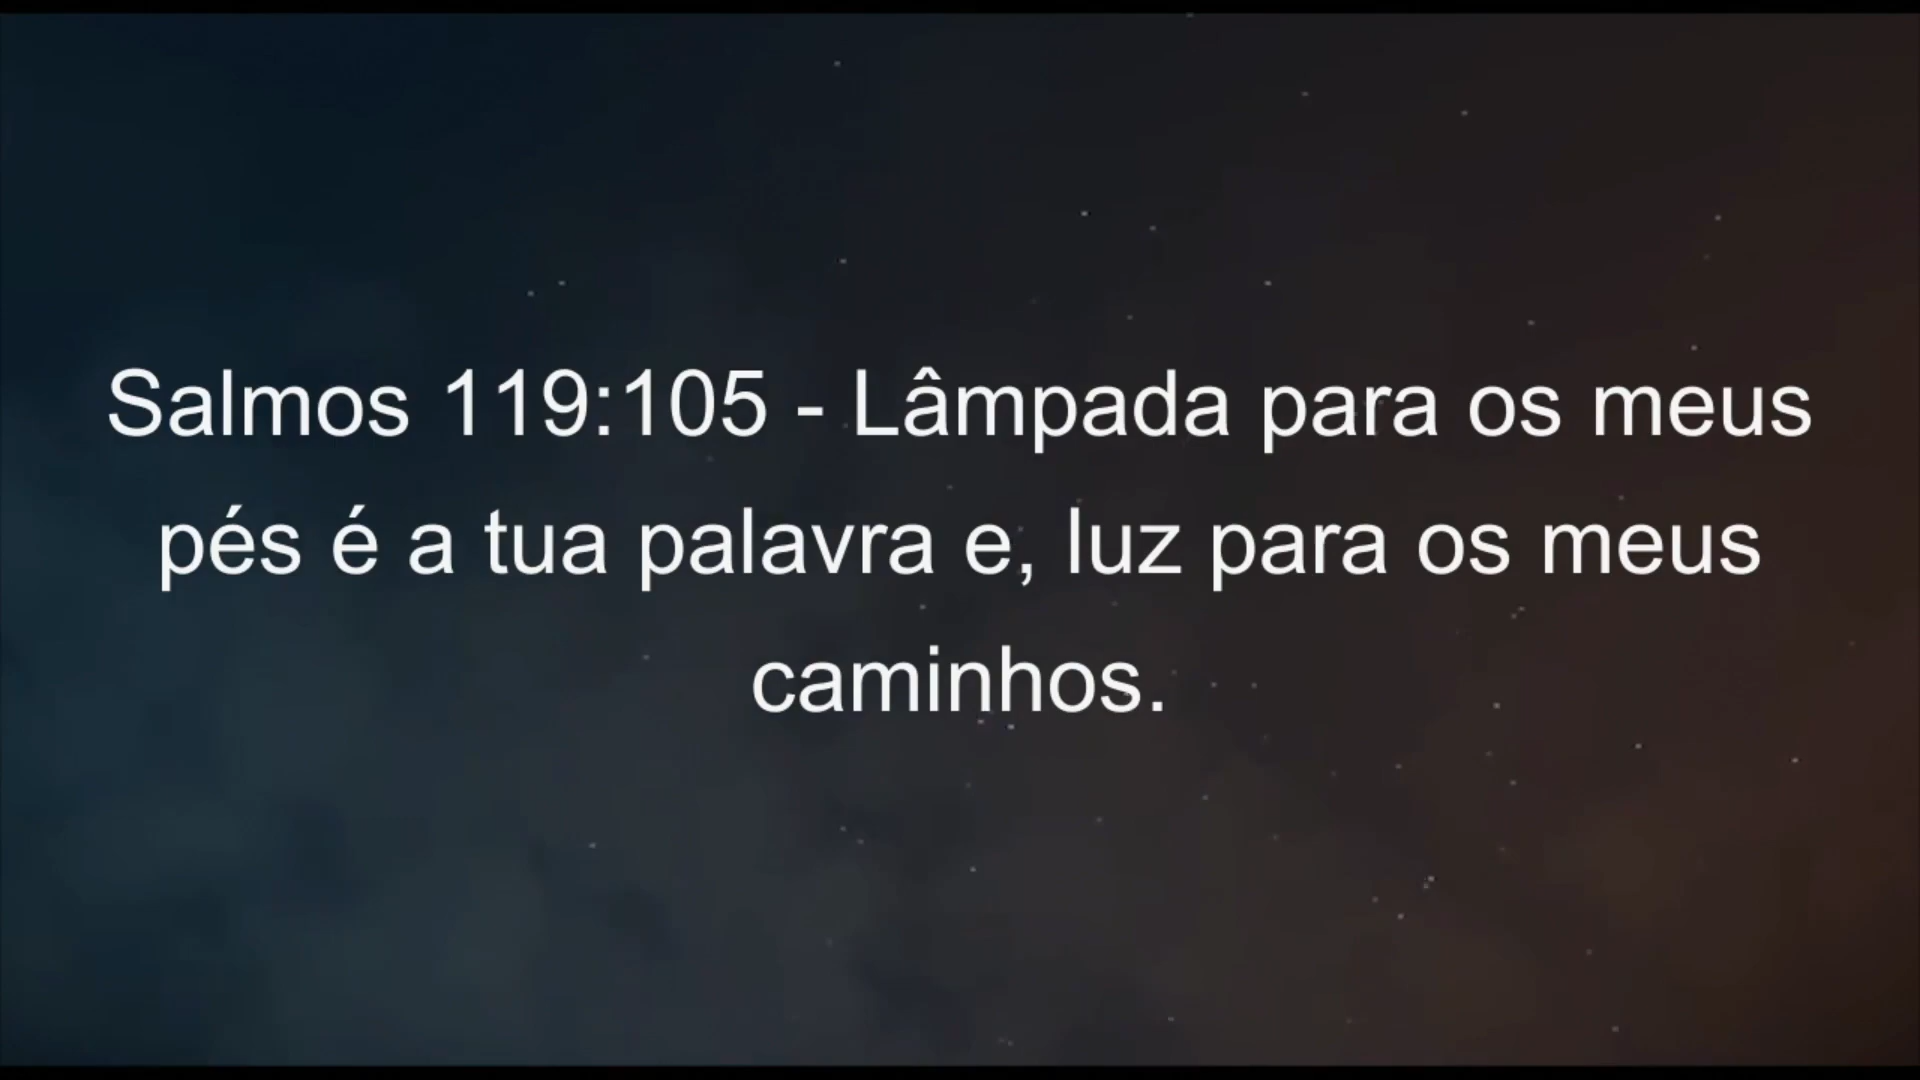 Salmos 119:105 - Lâmpada para os meus
pés é a tua palavra e, luz para os meus
caminhos.